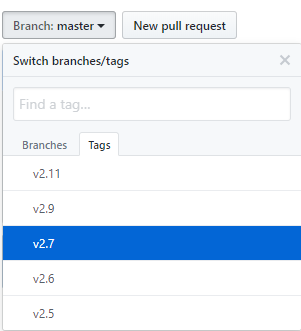 Branch: master New pull request
Switch branches/tags ×
Find a tag...
Branches Tags
v2.11
v2.9
v2.7
v2.6
v2.5